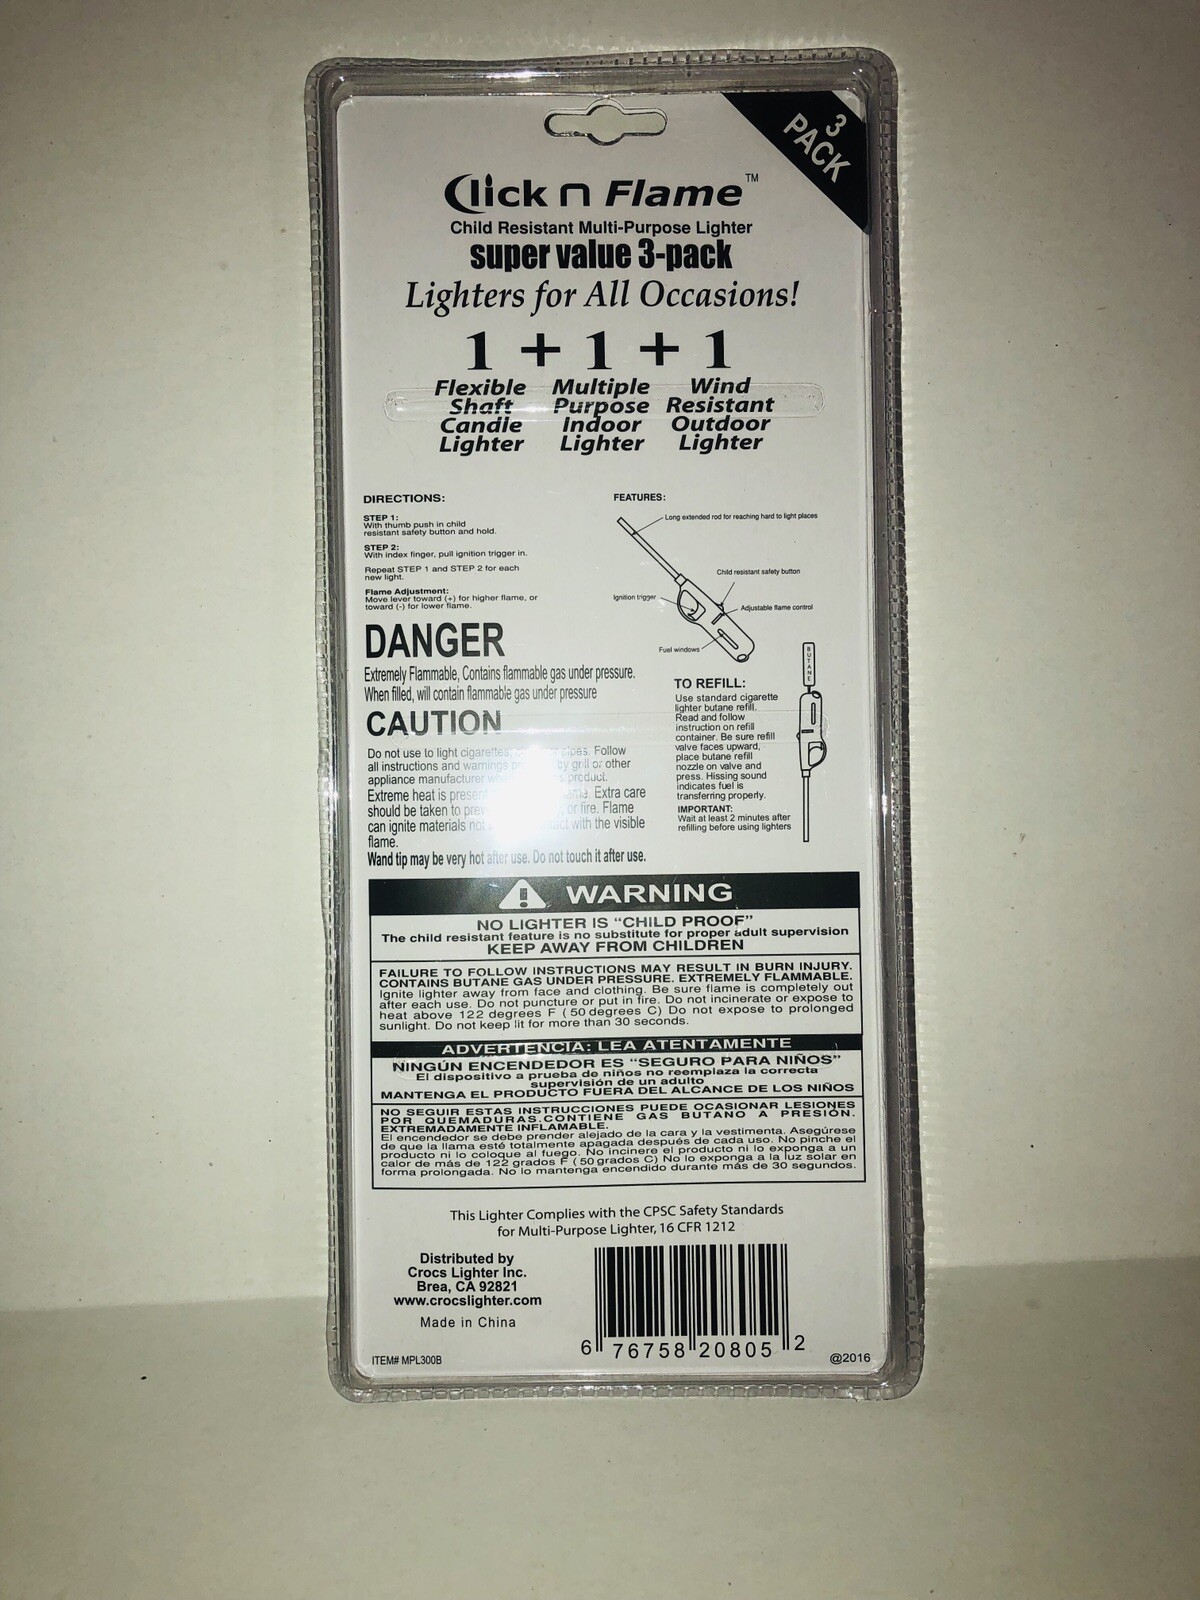 3
PACK
Click n Flame™
Child Resistant Multi-Purpose Lighter
super value 3-pack
Lighters for All Occasions!
1 + 1 + 1
Flexible Multiple Wind
Shaft Purpose Resistant
Candle Indoor Outdoor
Lighter Lighter Lighter
DIRECTIONS:
STEP 1:
With thumb push in child
resistant safety button and hold.
STEP 2:
With index finger, pull ignition trigger in.
Repeat STEP 1 and STEP 2 for each
new light.
Flame Adjustment:
Move lever toward (+) for higher flame, or
toward (-) for lower flame.
FEATURES:
Long extended rod for reaching hard to light places
Child resistant safety button
Ignition trigger
Adjustable flame control
Fuel windows
DANGER
Extremely Flammable, Contains flammable gas under pressure.
When filled, will contain flammable gas under pressure
CAUTION
Do not use to light cigarettes, pipes. Follow
all instructions and warnings by grill or other
appliance manufacturer product.
Extreme heat is present Extra care
should be taken to or fire. Flame
can ignite materials with the visible
flame.
Wand tip may be very hot after use. Do not touch it after use.
TO REFILL:
Use standard cigarette
lighter butane refill.
Read and follow
instruction on refill
container. Be sure refill
valve faces upward,
place butane refill
nozzle on valve and
press. Hissing sound
indicates fuel is
transferring properly.
IMPORTANT:
Wait at least 2 minutes after
refilling before using lighters
BUTANE
WARNING
NO LIGHTER IS “CHILD PROOF”
The child resistant feature is no substitute for proper adult supervision
KEEP AWAY FROM CHILDREN
FAILURE TO FOLLOW INSTRUCTIONS MAY RESULT IN BURN INJURY.
CONTAINS BUTANE GAS UNDER PRESSURE. EXTREMELY FLAMMABLE.
Ignite lighter away from face and clothing. Be sure flame is completely out
after each use. Do not puncture or put in fire. Do not incinerate or expose to
heat above 122 degrees F ( 50 degrees C) Do not expose to prolonged
sunlight. Do not keep lit for more than 30 seconds.
ADVERTENCIA: LEA ATENTAMENTE
NINGÚN ENCENDEDOR ES “SEGURO PARA NIÑOS”
El dispositivo a prueba de niños no reemplaza la correcta
supervisión de un adulto
MANTENGA EL PRODUCTO FUERA DEL ALCANCE DE LOS NIÑOS
NO SEGUIR ESTAS INSTRUCCIONES PUEDE OCASIONAR LESIONES
POR QUEMADURAS.CONTIENE GAS BUTANO A PRESIÓN.
EXTREMADAMENTE INFLAMABLE.
El encendedor se debe prender alejado de la cara y la vestimenta. Asegúrese
de que la llama esté totalmente apagada después de cada uso. No pinche el
producto ni lo coloque al fuego. No incinere el producto ni lo exponga a un
calor de más de 122 grados F ( 50 grados C) No lo exponga a la luz solar en
forma prolongada. No lo mantenga encendido durante más de 30 segundos.
This Lighter Complies with the CPSC Safety Standards
for Multi-Purpose Lighter, 16 CFR 1212
Distributed by
Crocs Lighter Inc.
Brea, CA 92821
www.crocslighter.com
Made in China
ITEM# MPL300B
6 76758 20805 2
@2016